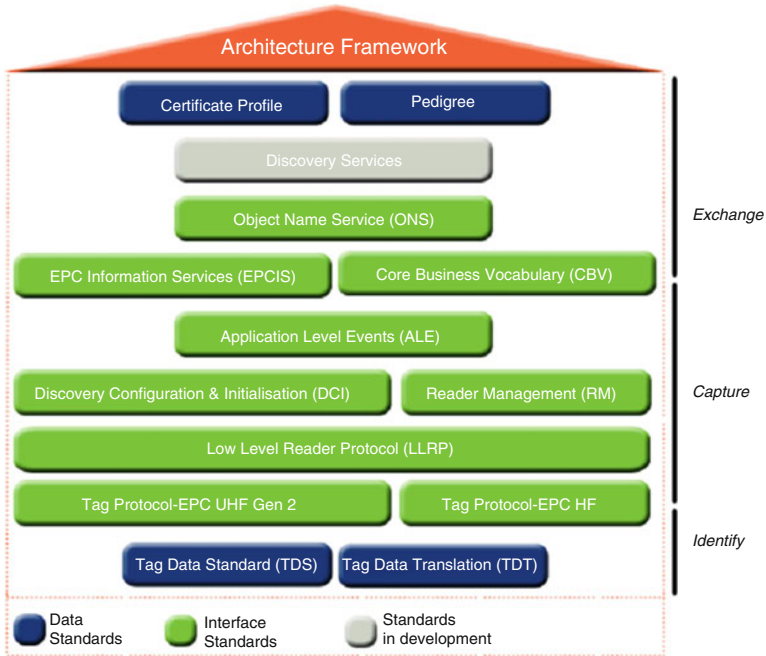 Architecture Framework
Certificate Profile
Pedigree
Discovery Services
Object Name Service (ONS)
Exchange
EPC Information Services (EPCIS)
Core Business Vocabulary (CBV)
Application Level Events (ALE)
Discovery Configuration & Initialisation (DCI)
Reader Management (RM)
Capture
Low Level Reader Protocol (LLRP)
Tag Protocol-EPC UHF Gen 2
Tag Protocol-EPC HF
Identify
Tag Data Standard (TDS)
Tag Data Translation (TDT)
Data
Standards
Interface
Standards
Standards
in development